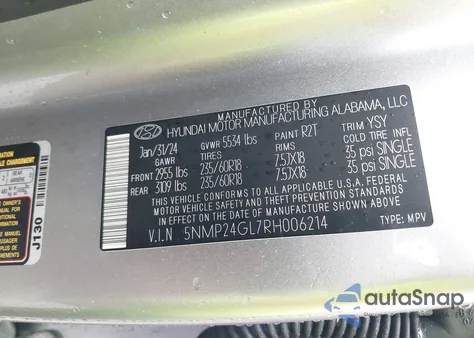 MANUFACTURED BY
HYUNDAI MOTOR MANUFACTURING ALABAMA, LLC
Jan/31/24 GVWR 5534 lbs PAINT R2T TRIM YSY
GAWR TIRES RIMS COLD TIRE INFL.
FRONT 2955 lbs 235/60R18 7.5JX18 35 psi SINGLE
REAR 3109 lbs 235/60R18 7.5JX18 35 psi SINGLE
THIS VEHICLE CONFORMS TO ALL APPLICABLE U.S.A. FEDERAL
MOTOR VEHICLE SAFETY, BUMPER, AND THEFT PREVENTION
STANDARDS IN EFFECT ON THE DATE OF MANUFACTURE SHOWN ABOVE.
V.I.N 5NMP24GL7RH006214 TYPE: MPV
J130
autoSnap